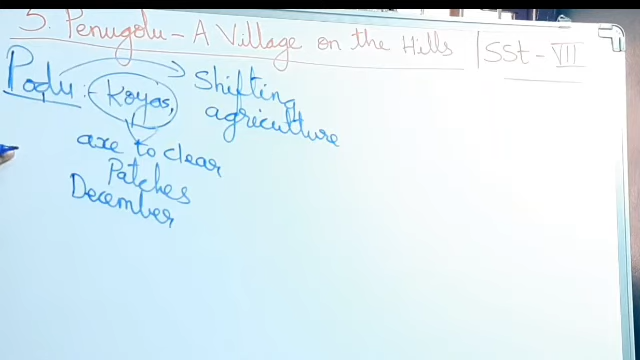 5. Penugolu - A Village on the Hills | SSt - VII
Podu :- Koyas, Shifting
agriculture
axe to clear
Patches
December